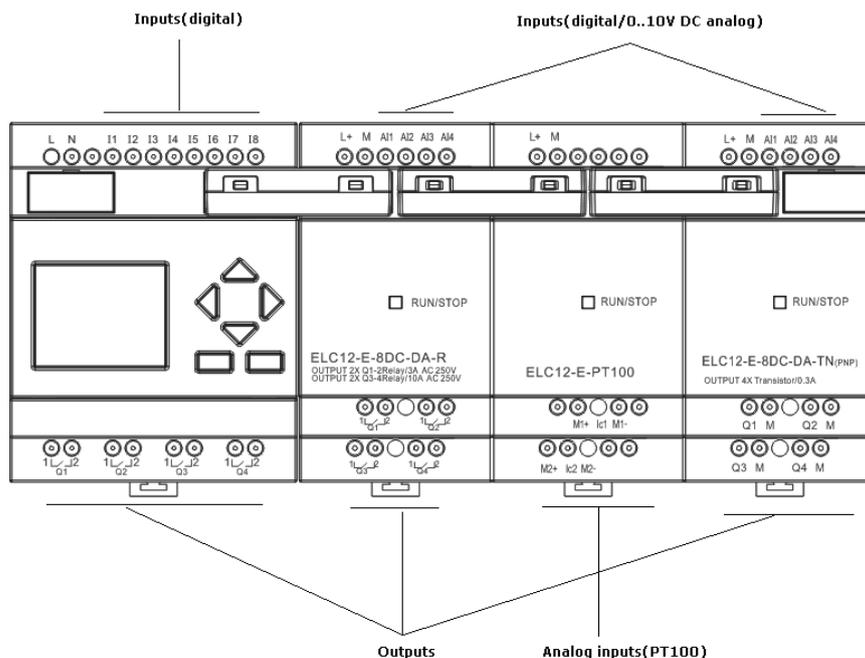 Inputs(digital)
Inputs(digital/0..10V DC analog)
L N I1 I2 I3 I4 I5 I6 I7 I8
L+ M AI1 AI2 AI3 AI4
L+ M
L+ M AI1 AI2 AI3 AI4
RUN/STOP
RUN/STOP
RUN/STOP
ELC12-E-8DC-DA-R
OUTPUT 2X Q1-2Relay/3A AC 250V
OUTPUT 2X Q3-4Relay/10A AC 250V
ELC12-E-PT100
ELC12-E-8DC-DA-TN(PNP)
OUTPUT 4X Transistor/0.3A
1 2 1 2
Q1 Q2
M1+ Ic1 M1-
Q1 M Q2 M
1 2 1 2 1 2 1 2
Q1 Q2 Q3 Q4
1 2 1 2
Q3 Q4
M2+ Ic2 M2-
Q3 M Q4 M
Outputs
Analog inputs(PT100)